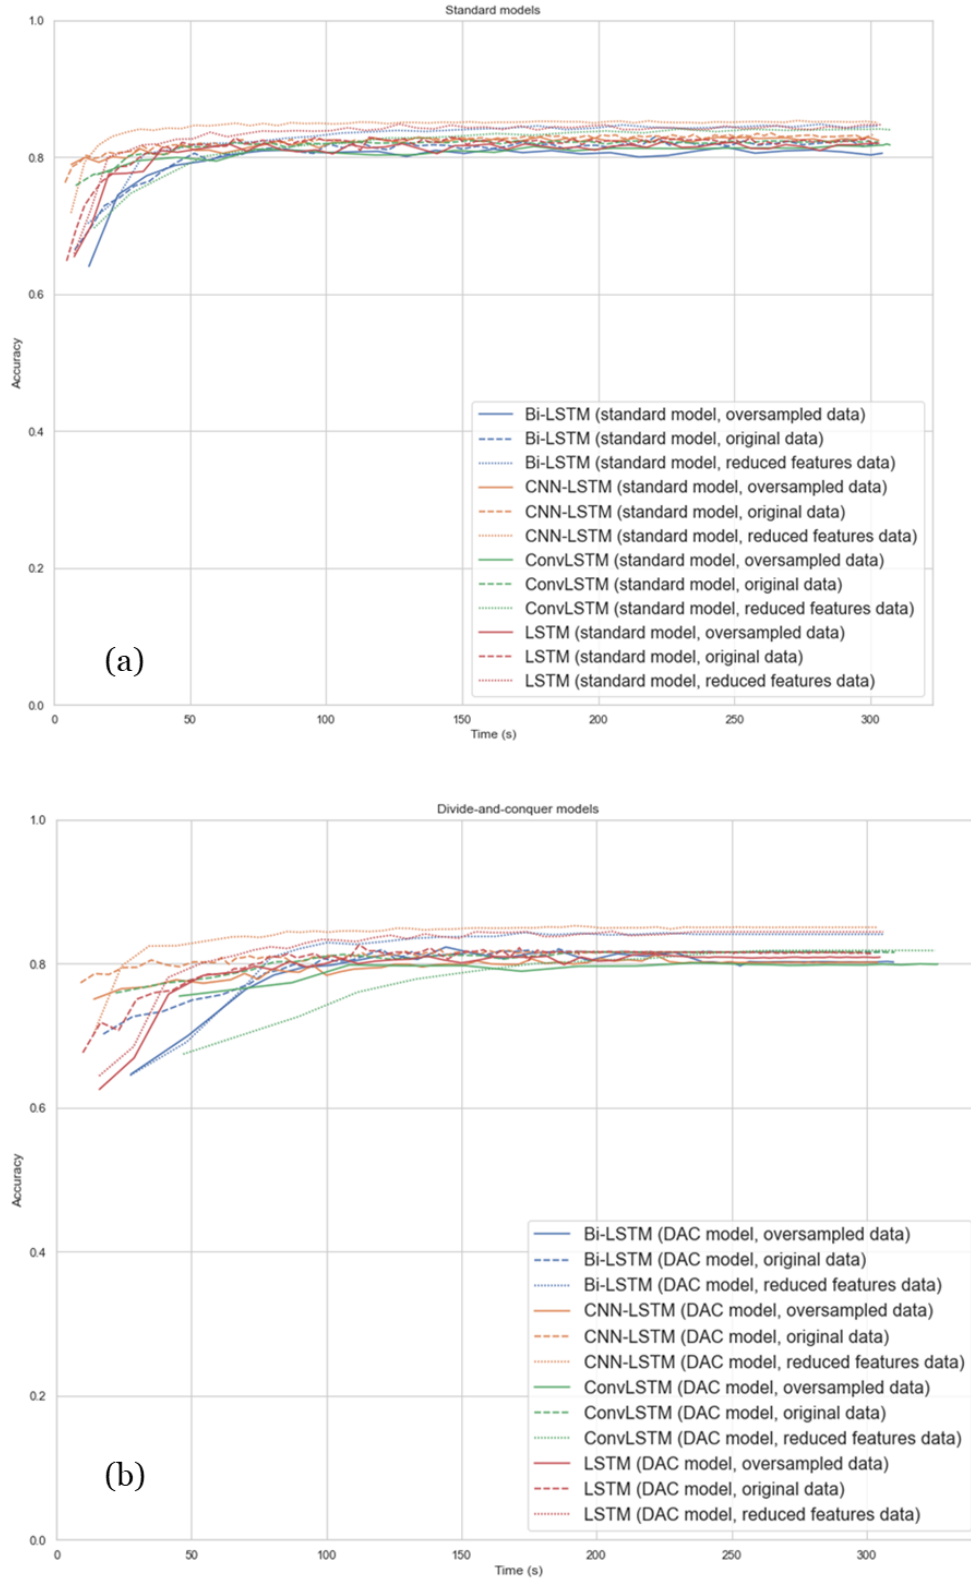 Standard models
1.0
0.8
0.6
Accuracy
0.4
Bi-LSTM (standard model, oversampled data)
Bi-LSTM (standard model, original data)
Bi-LSTM (standard model, reduced features data)
CNN-LSTM (standard model, oversampled data)
CNN-LSTM (standard model, original data)
CNN-LSTM (standard model, reduced features data)
ConvLSTM (standard model, oversampled data)
0.2
ConvLSTM (standard model, original data)
ConvLSTM (standard model, reduced features data)
LSTM (standard model, oversampled data)
(a)
LSTM (standard model, original data)
LSTM (standard model, reduced features data)
0.0
0 50 100 150 200 250 300
Time (s)
Divide-and-conquer models
1.0
0.8
0.6
Accuracy
0.4
Bi-LSTM (DAC model, oversampled data)
Bi-LSTM (DAC model, original data)
Bi-LSTM (DAC model, reduced features data)
CNN-LSTM (DAC model, oversampled data)
CNN-LSTM (DAC model, original data)
CNN-LSTM (DAC model, reduced features data)
ConvLSTM (DAC model, oversampled data)
0.2
ConvLSTM (DAC model, original data)
ConvLSTM (DAC model, reduced features data)
LSTM (DAC model, oversampled data)
(b)
LSTM (DAC model, original data)
LSTM (DAC model, reduced features data)
0.0
0 50 100 150 200 250 300
Time (s)